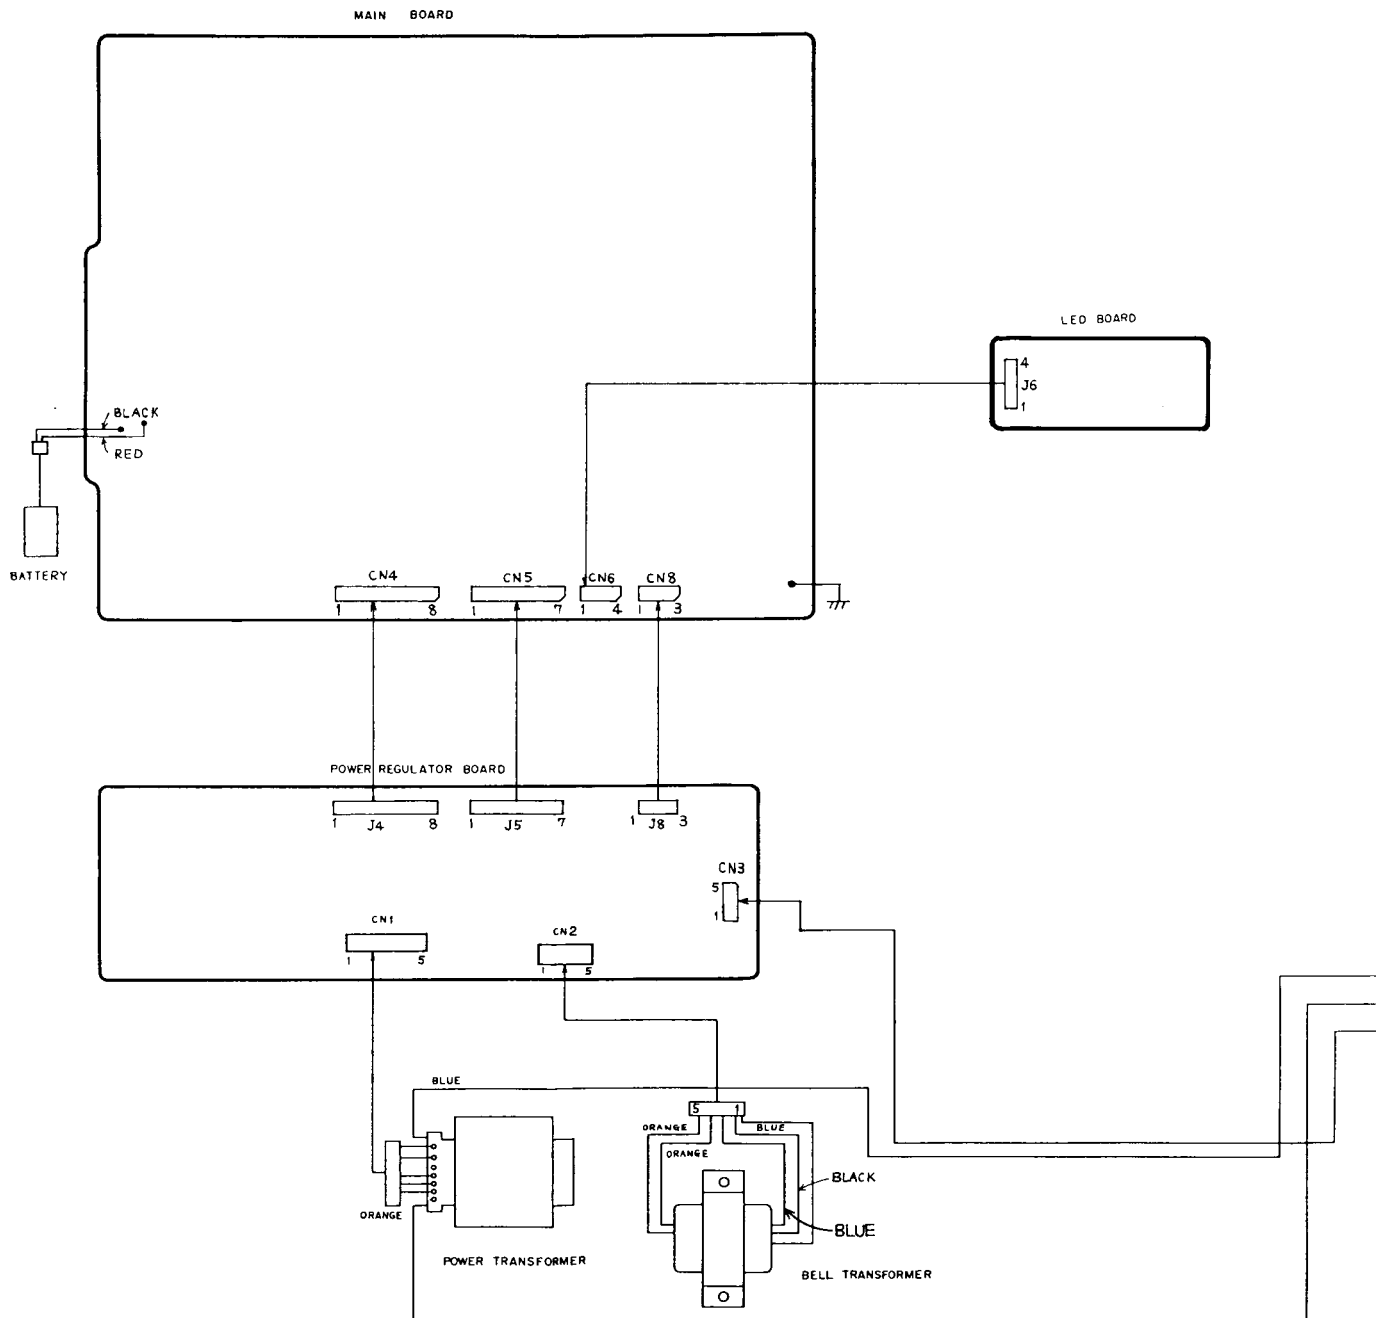 MAIN BOARD
LED BOARD
4
J6
1
BLACK
RED
BATTERY
CN4
CN5
CN6
CN8
1 8
1 7
1 4
1 3
POWER REGULATOR BOARD
1 J4 8
1 J5 7
1 J8 3
CN3
5
1
CN1
1 5
CN2
1 5
BLUE
5 1
ORANGE
BLUE
ORANGE
BLACK
ORANGE
BLUE
POWER TRANSFORMER
BELL TRANSFORMER